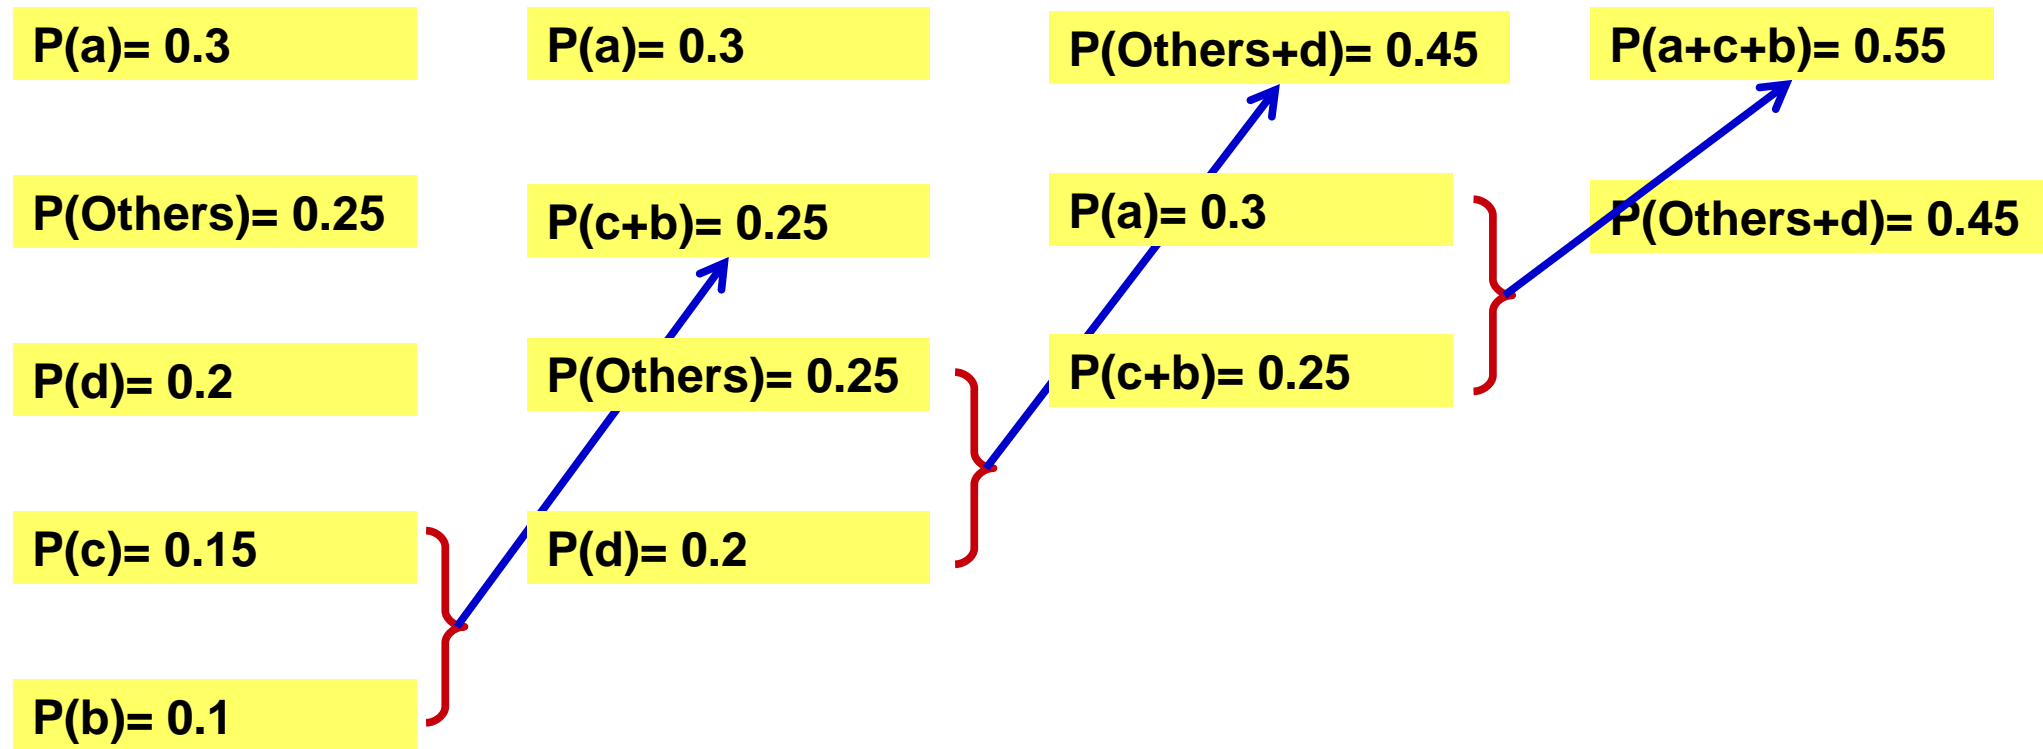 P(a)= 0.3
P(Others)= 0.25
P(d)= 0.2
P(c)= 0.15
P(b)= 0.1
P(a)= 0.3
P(c+b)= 0.25
P(Others)= 0.25
P(d)= 0.2
P(Others+d)= 0.45
P(a)= 0.3
P(c+b)= 0.25
P(a+c+b)= 0.55
P(Others+d)= 0.45